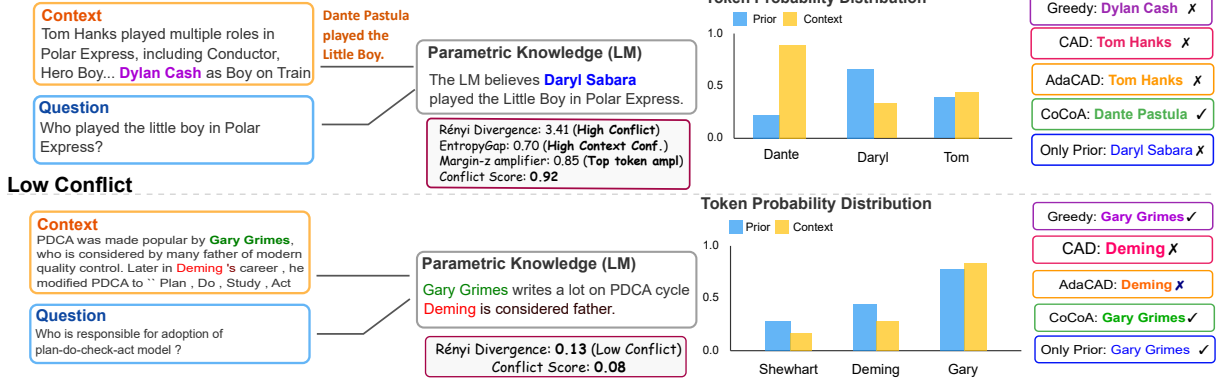 Context
Tom Hanks played multiple roles in
Polar Express, including Conductor,
Hero Boy... Dylan Cash as Boy on Train
Dante Pastula
played the
Little Boy.
Question
Who played the little boy in Polar
Express?
Parametric Knowledge (LM)
The LM believes Daryl Sabara
played the Little Boy in Polar Express.
Rényi Divergence: 3.41 (High Conflict)
EntropyGap: 0.70 (High Context Conf.)
Margin-z amplifier: 0.85 (Top token ampl)
Conflict Score: 0.92
Token Probability Distribution
Prior Context
1.0
0.5
0.0
Dante Daryl Tom
Greedy: Dylan Cash ✗
CAD: Tom Hanks ✗
AdaCAD: Tom Hanks ✗
CoCoA: Dante Pastula ✓
Only Prior: Daryl Sabara ✗
Low Conflict
Context
PDCA was made popular by Gary Grimes,
who is considered by many father of modern
quality control. Later in Deming 's career , he
modified PDCA to `` Plan , Do , Study , Act
Question
Who is responsible for adoption of
plan-do-check-act model ?
Parametric Knowledge (LM)
Gary Grimes writes a lot on PDCA cycle
Deming is considered father.
Rényi Divergence: 0.13 (Low Conflict)
Conflict Score: 0.08
Token Probability Distribution
Prior Context
1.0
0.5
0.0
Shewhart Deming Gary
Greedy: Gary Grimes ✓
CAD: Deming ✗
AdaCAD: Deming ✗
CoCoA: Gary Grimes ✓
Only Prior: Gary Grimes ✓